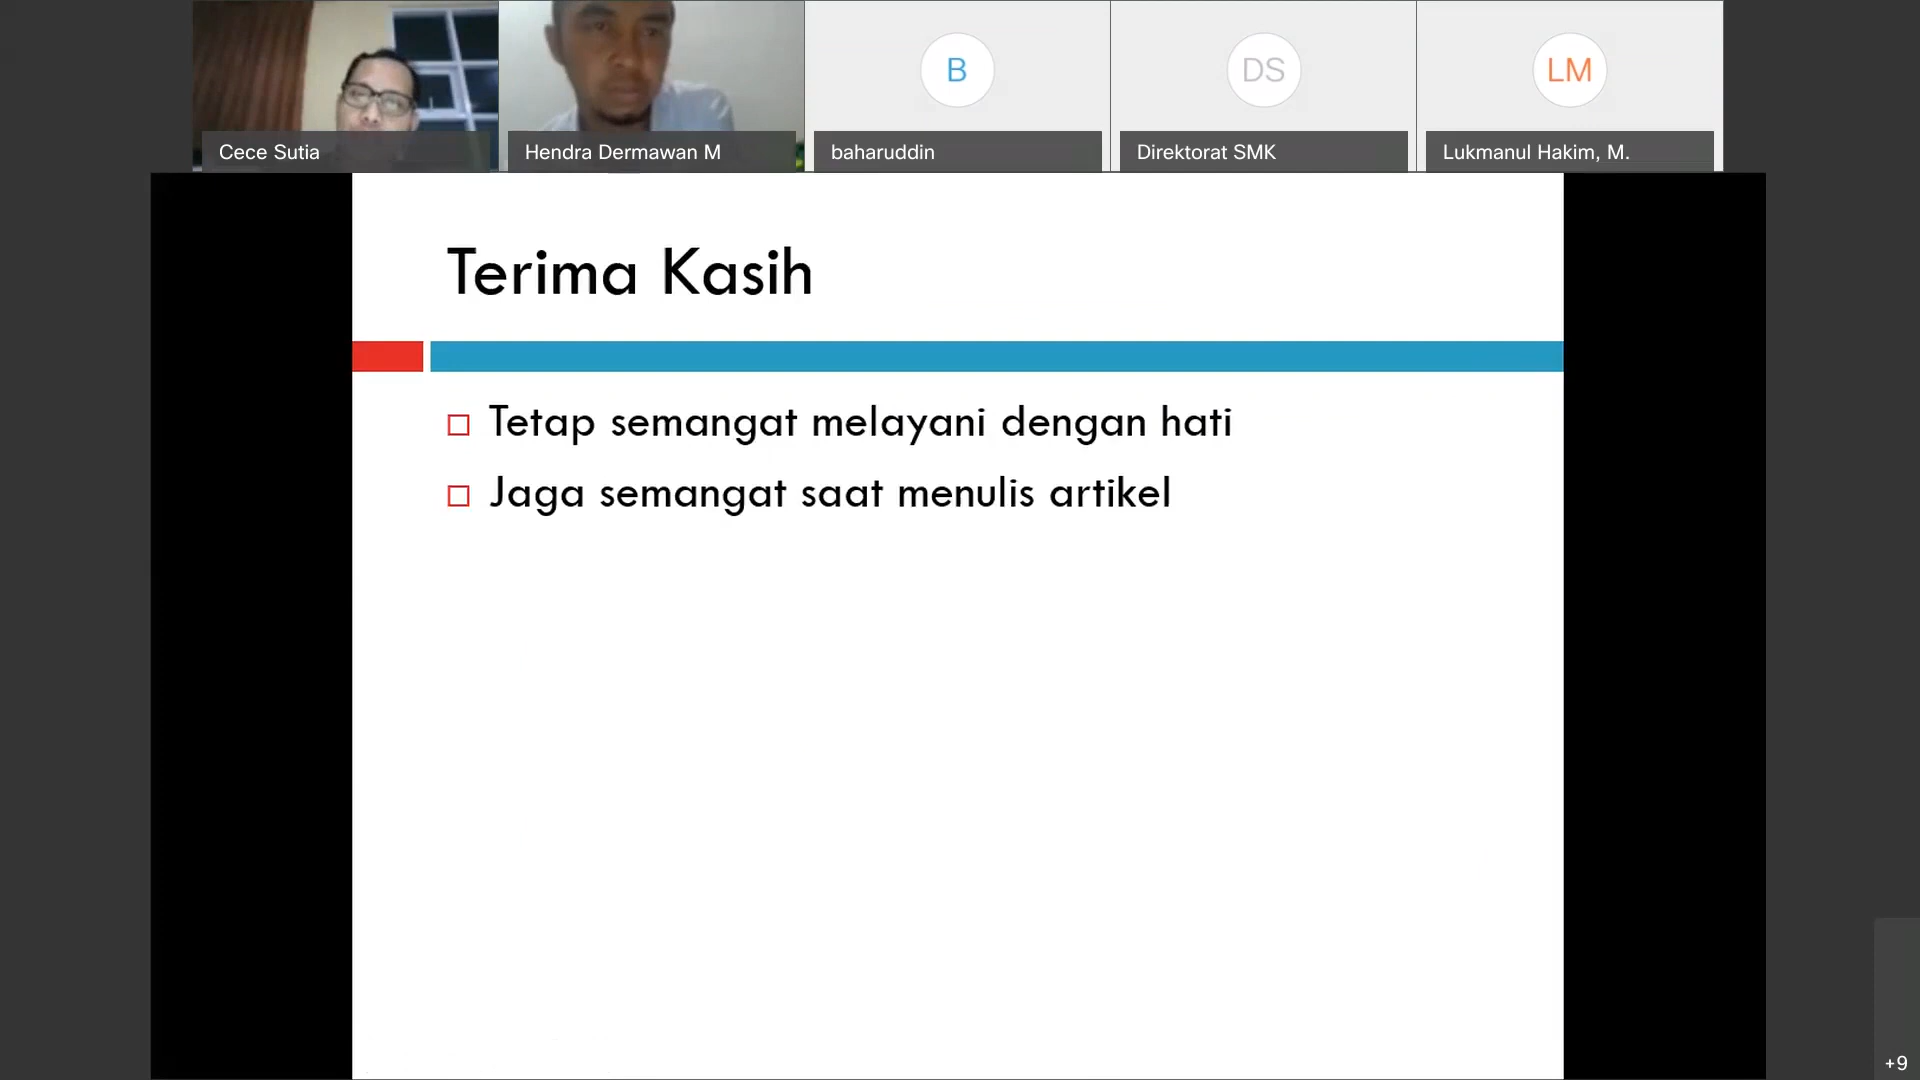 B
DS
LM
Cece Sutia
Hendra Dermawan M
baharuddin
Direktorat SMK
Lukmanul Hakim, M.
Terima Kasih
Tetap semangat melayani dengan hati
Jaga semangat saat menulis artikel
+9